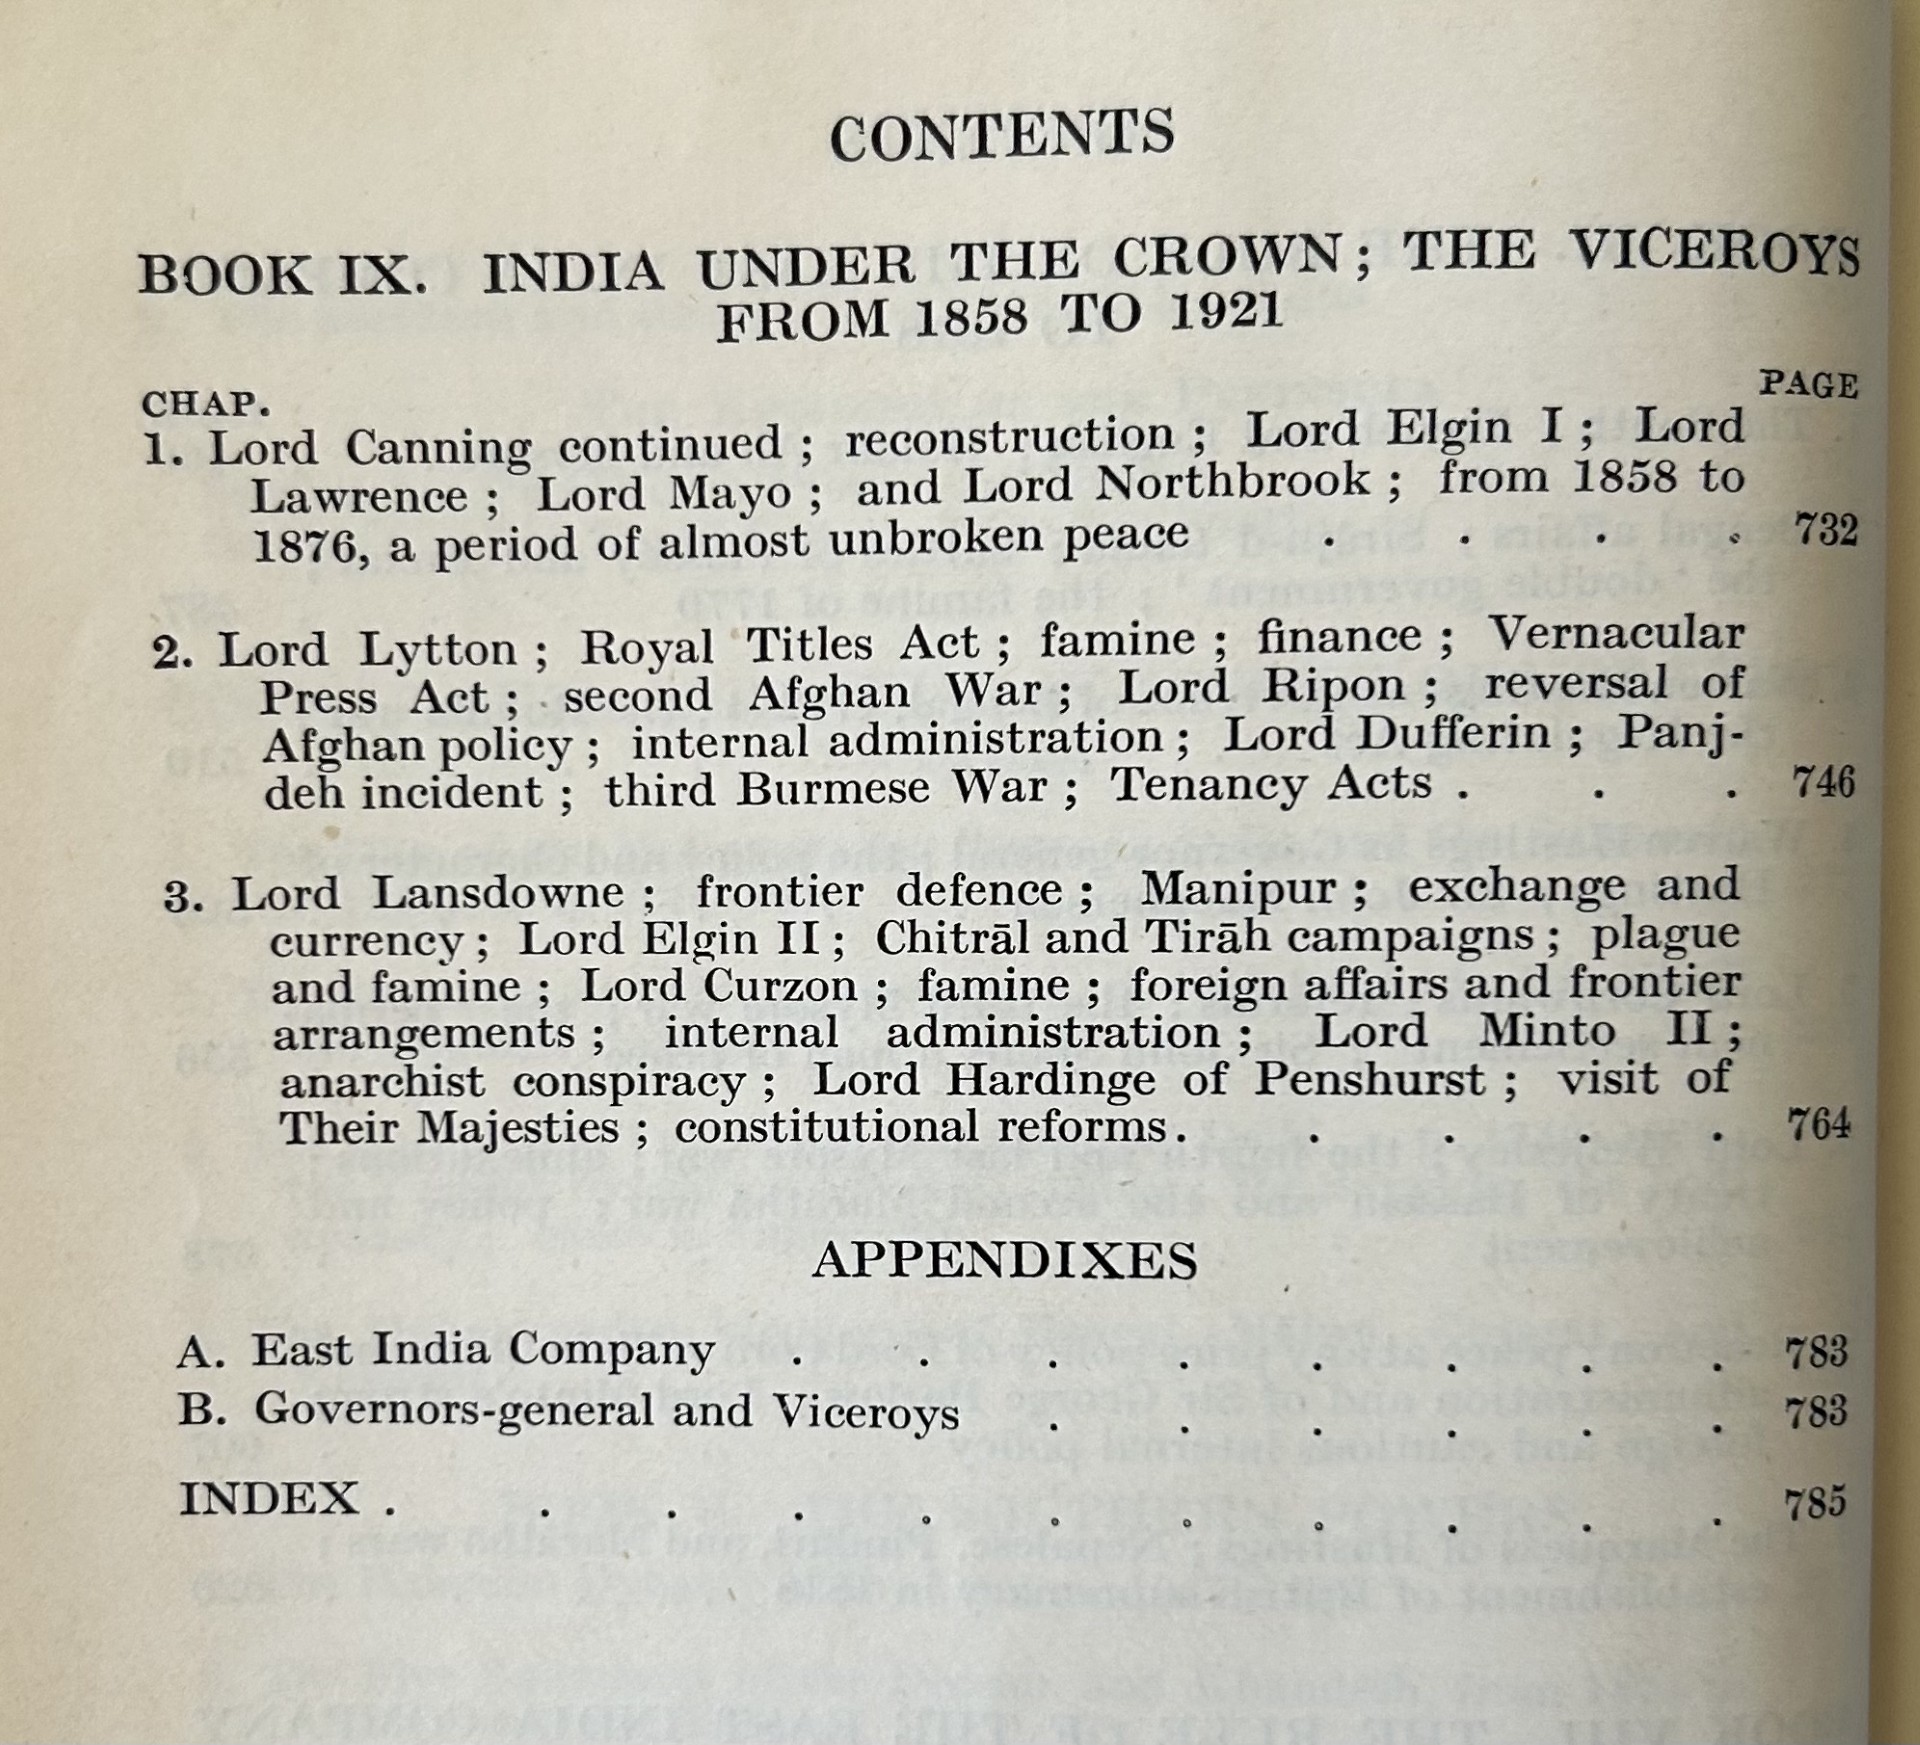 CONTENTS
BOOK IX. INDIA UNDER THE CROWN; THE VICEROYS
FROM 1858 TO 1921
CHAP.
PAGE
1. Lord Canning continued ; reconstruction ; Lord Elgin I ; Lord
Lawrence ; Lord Mayo ; and Lord Northbrook ; from 1858 to
1876, a period of almost unbroken peace . . . . 732
2. Lord Lytton ; Royal Titles Act ; famine ; finance ; Vernacular
Press Act ; second Afghan War ; Lord Ripon ; reversal of
Afghan policy ; internal administration ; Lord Dufferin ; Panj-
deh incident ; third Burmese War ; Tenancy Acts . . . 746
3. Lord Lansdowne ; frontier defence ; Manipur ; exchange and
currency ; Lord Elgin II ; Chitrāl and Tirāh campaigns ; plague
and famine ; Lord Curzon ; famine ; foreign affairs and frontier
arrangements ; internal administration ; Lord Minto II ;
anarchist conspiracy ; Lord Hardinge of Penshurst ; visit of
Their Majesties ; constitutional reforms . . . . . 764
APPENDIXES
A. East India Company . . . . . . . . 783
B. Governors-general and Viceroys . . . . . . 783
INDEX . . . . . . . . . . . 785